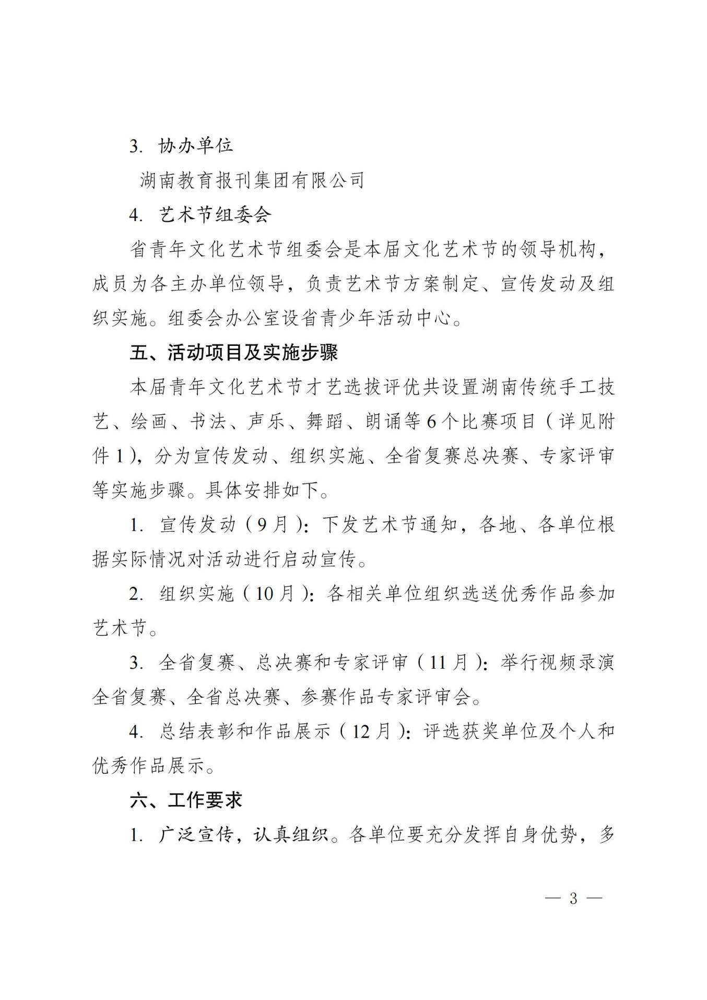 3. 协办单位
湖南教育报刊集团有限公司
4. 艺术节组委会
省青年文化艺术节组委会是本届文化艺术节的领导机构，
成员为各主办单位领导，负责艺术节方案制定、宣传发动及组
织实施。组委会办公室设省青少年活动中心。
五、活动项目及实施步骤
本届青年文化艺术节才艺选拔评优共设置湖南传统手工技
艺、绘画、书法、声乐、舞蹈、朗诵等 6 个比赛项目（详见附
件 1），分为宣传发动、组织实施、全省复赛总决赛、专家评审
等实施步骤。具体安排如下。
1. 宣传发动（9 月）：下发艺术节通知，各地、各单位根
据实际情况对活动进行启动宣传。
2. 组织实施（10 月）：各相关单位组织选送优秀作品参加
艺术节。
3. 全省复赛、总决赛和专家评审（11 月）：举行视频录演
全省复赛、全省总决赛、参赛作品专家评审会。
4. 总结表彰和作品展示（12 月）：评选获奖单位及个人和
优秀作品展示。
六、工作要求
1. 广泛宣传，认真组织。各单位要充分发挥自身优势，多
— 3 —